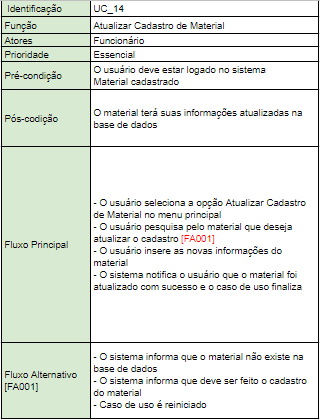 Identificação UC_14
Função Atualizar Cadastro de Material
Atores Funcionário
Prioridade Essencial
Pré-condição O usuário deve estar logado no sistema
Material cadastrado
Pós-codição O material terá suas informações atualizadas na
base de dados
Fluxo Principal
- O usuário seleciona a opção Atualizar Cadastro
de Material no menu principal
- O usuário pesquisa pelo material que deseja
atualizar o cadastro [FA001]
- O usuário insere as novas informações do
material
- O sistema notifica o usuário que o material foi
atualizado com sucesso e o caso de uso finaliza
Fluxo Alternativo
[FA001]
- O sistema informa que o material não existe na
base de dados
- O sistema informa que deve ser feito o cadastro
do material
- Caso de uso é reiniciado